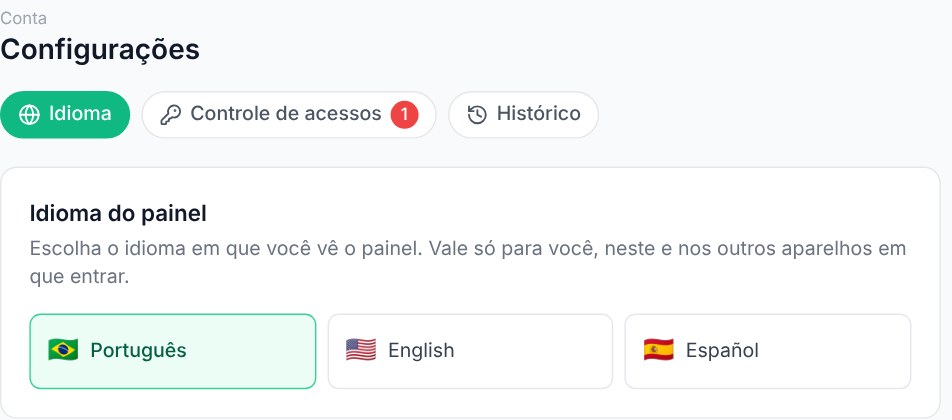 Conta
Configurações
Idioma
Controle de acessos 1
Histórico
Idioma do painel
Escolha o idioma em que você vê o painel. Vale só para você, neste e nos outros aparelhos em
que entrar.
Português
English
Español